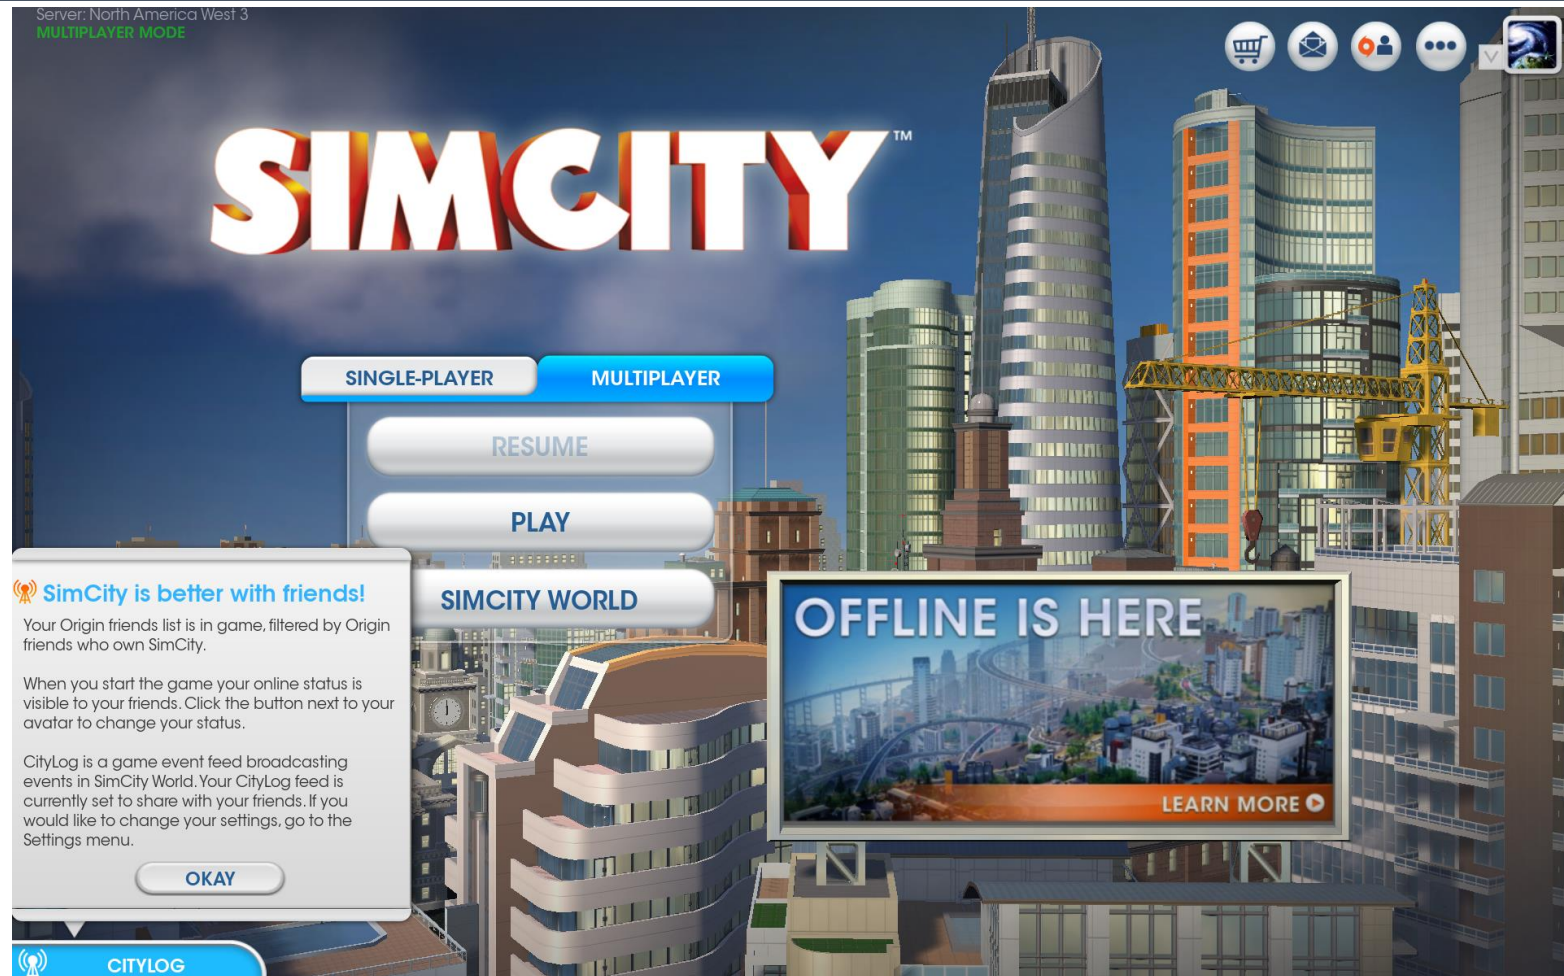 Server: North America West 3
MULTIPLAYER MODE
SIMCITY™
SINGLE-PLAYER
MULTIPLAYER
RESUME
PLAY
SIMCITY WORLD
SimCity is better with friends!
Your Origin friends list is in game, filtered by Origin
friends who own SimCity.
When you start the game your online status is
visible to your friends. Click the button next to your
avatar to change your status.
CityLog is a game event feed broadcasting
events in SimCity World. Your CityLog feed is
currently set to share with your friends. If you
would like to change your settings, go to the
Settings menu.
OKAY
CITYLOG
OFFLINE IS HERE
LEARN MORE